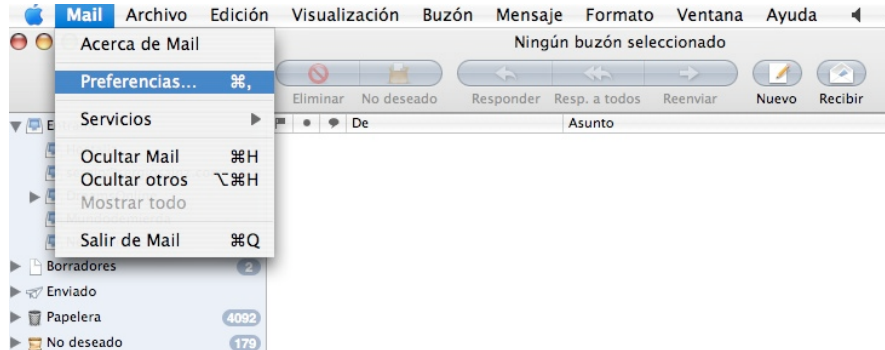 Mail Archivo Edición Visualización Buzón Mensaje Formato Ventana Ayuda
Ningún buzón seleccionado
Acerca de Mail
Preferencias... ⌘,
Servicios
Ocultar Mail ⌘H
Ocultar otros ⌥⌘H
Mostrar todo
Salir de Mail ⌘Q
Eliminar No deseado Responder Resp. a todos Reenviar Nuevo Recibir
De Asunto
Borradores 2
Enviado
Papelera 4092
No deseado 179